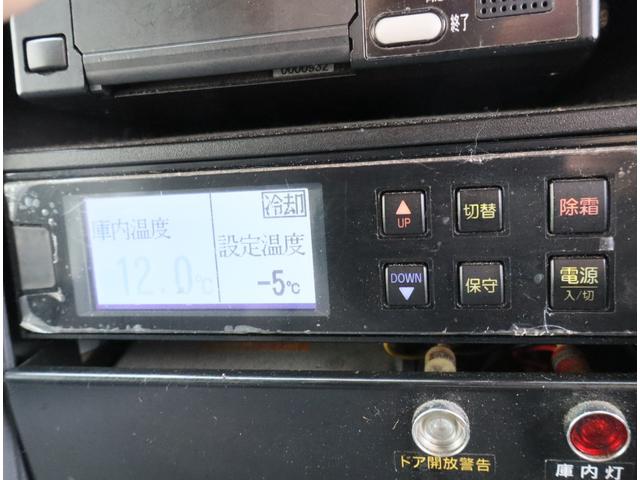 終了
0000932
冷却
庫内温度
設定温度
12.0℃
-5℃
UP
切替
除霜
DOWN
保守
電源
入/切
ドア開放警告
庫内灯